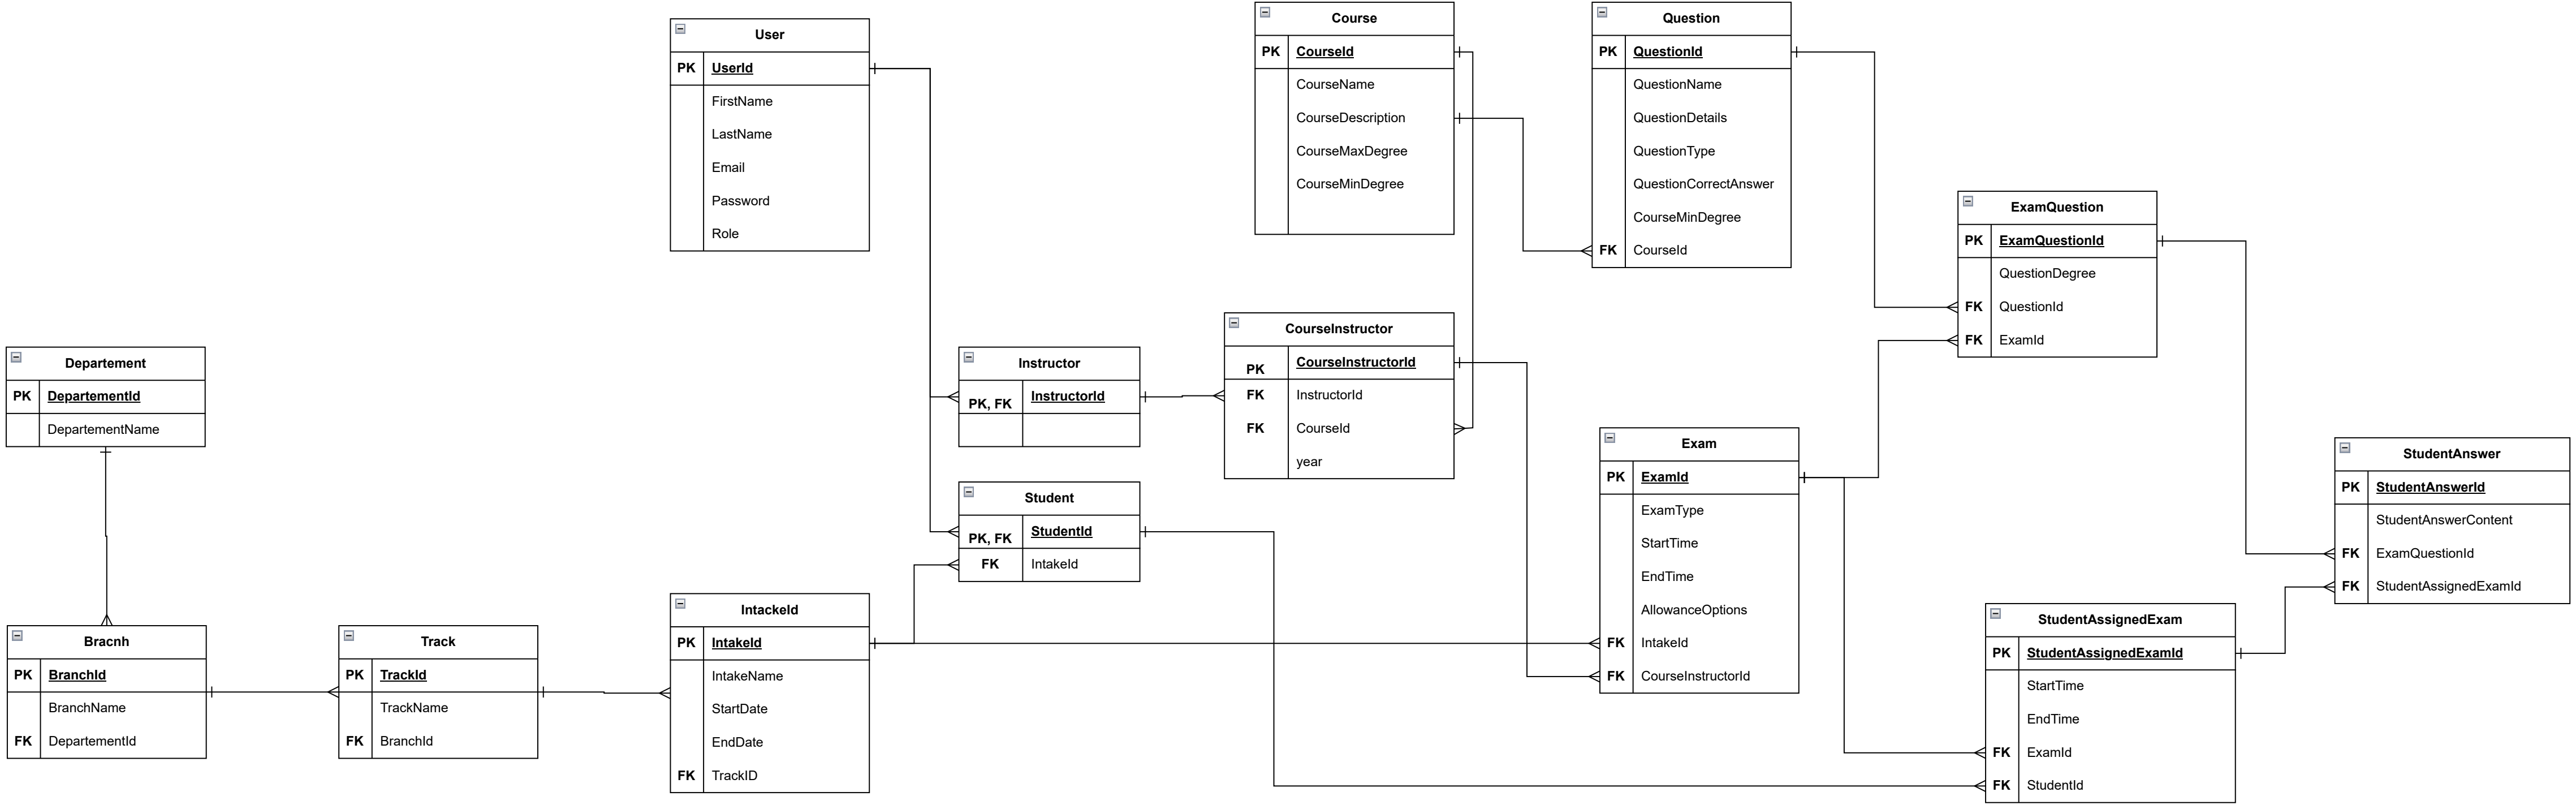 User
PK UserId
FirstName
LastName
Email
Password
Role
Course
PK CourseId
CourseName
CourseDescription
CourseMaxDegree
CourseMinDegree
Question
PK QuestionId
QuestionName
QuestionDetails
QuestionType
QuestionCorrectAnswer
CourseMinDegree
FK CourseId
ExamQuestion
PK ExamQuestionId
QuestionDegree
FK QuestionId
FK ExamId
Departement
PK DepartementId
DepartementName
Instructor
PK, FK InstructorId
CourseInstructor
PK CourseInstructorId
FK InstructorId
FK CourseId
year
Student
PK, FK StudentId
FK IntakeId
Exam
PK ExamId
ExamType
StartTime
EndTime
AllowanceOptions
FK IntakeId
FK CourseInstructorId
StudentAnswer
PK StudentAnswerId
StudentAnswerContent
FK ExamQuestionId
FK StudentAssignedExamId
Bracnh
PK BranchId
BranchName
FK DepartementId
Track
PK TrackId
TrackName
FK BranchId
IntackeId
PK IntakeId
IntakeName
StartDate
EndDate
FK TrackID
StudentAssignedExam
PK StudentAssignedExamId
StartTime
EndTime
FK ExamId
FK StudentId